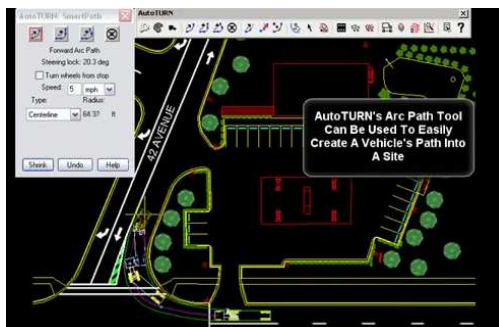 AutoTURN: SmartPath
AutoTURN
Forward Arc Path
Steering lock: 20.3 deg
Turn wheels from stop
Speed: 5 mph
Type: Radius:
Centerline 64.37 ft
Shrink Undo Help
42 AVENUE
AutoTURN's Arc Path Tool
Can Be Used To Easily
Create A Vehicle's Path Into
A Site